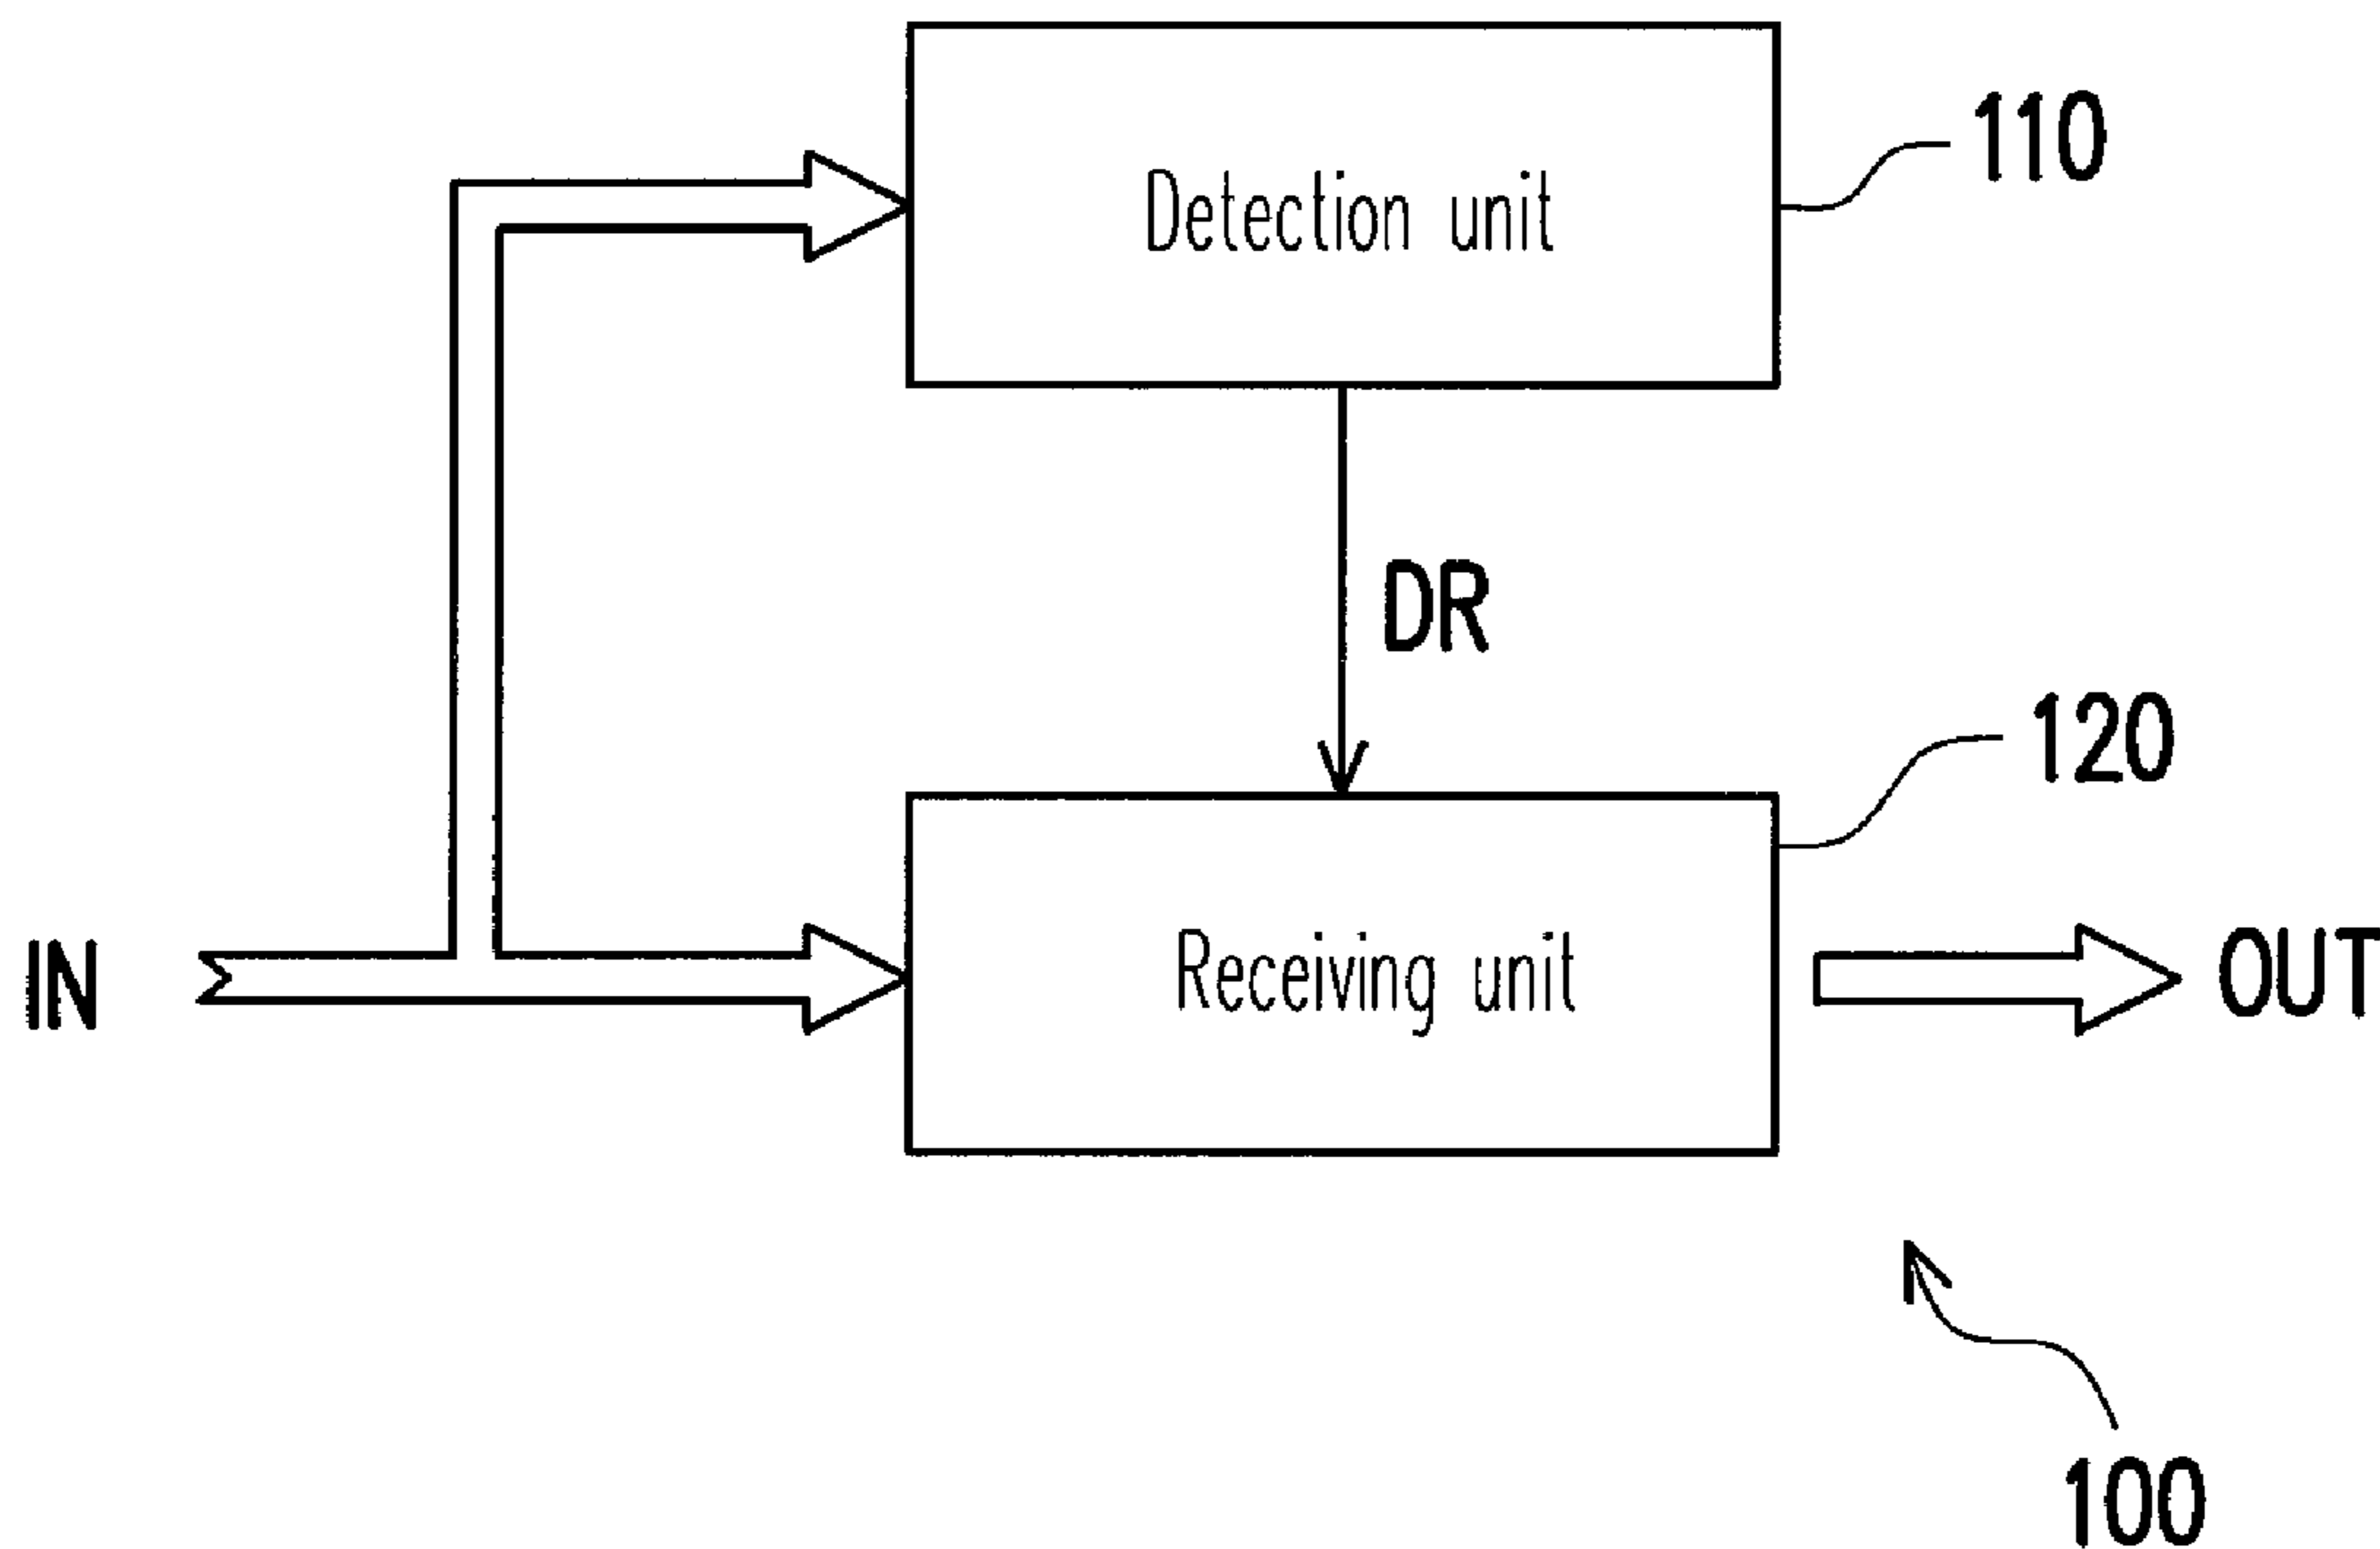 110
Detection unit
DR
120
IN
Receiving unit
OUT
100